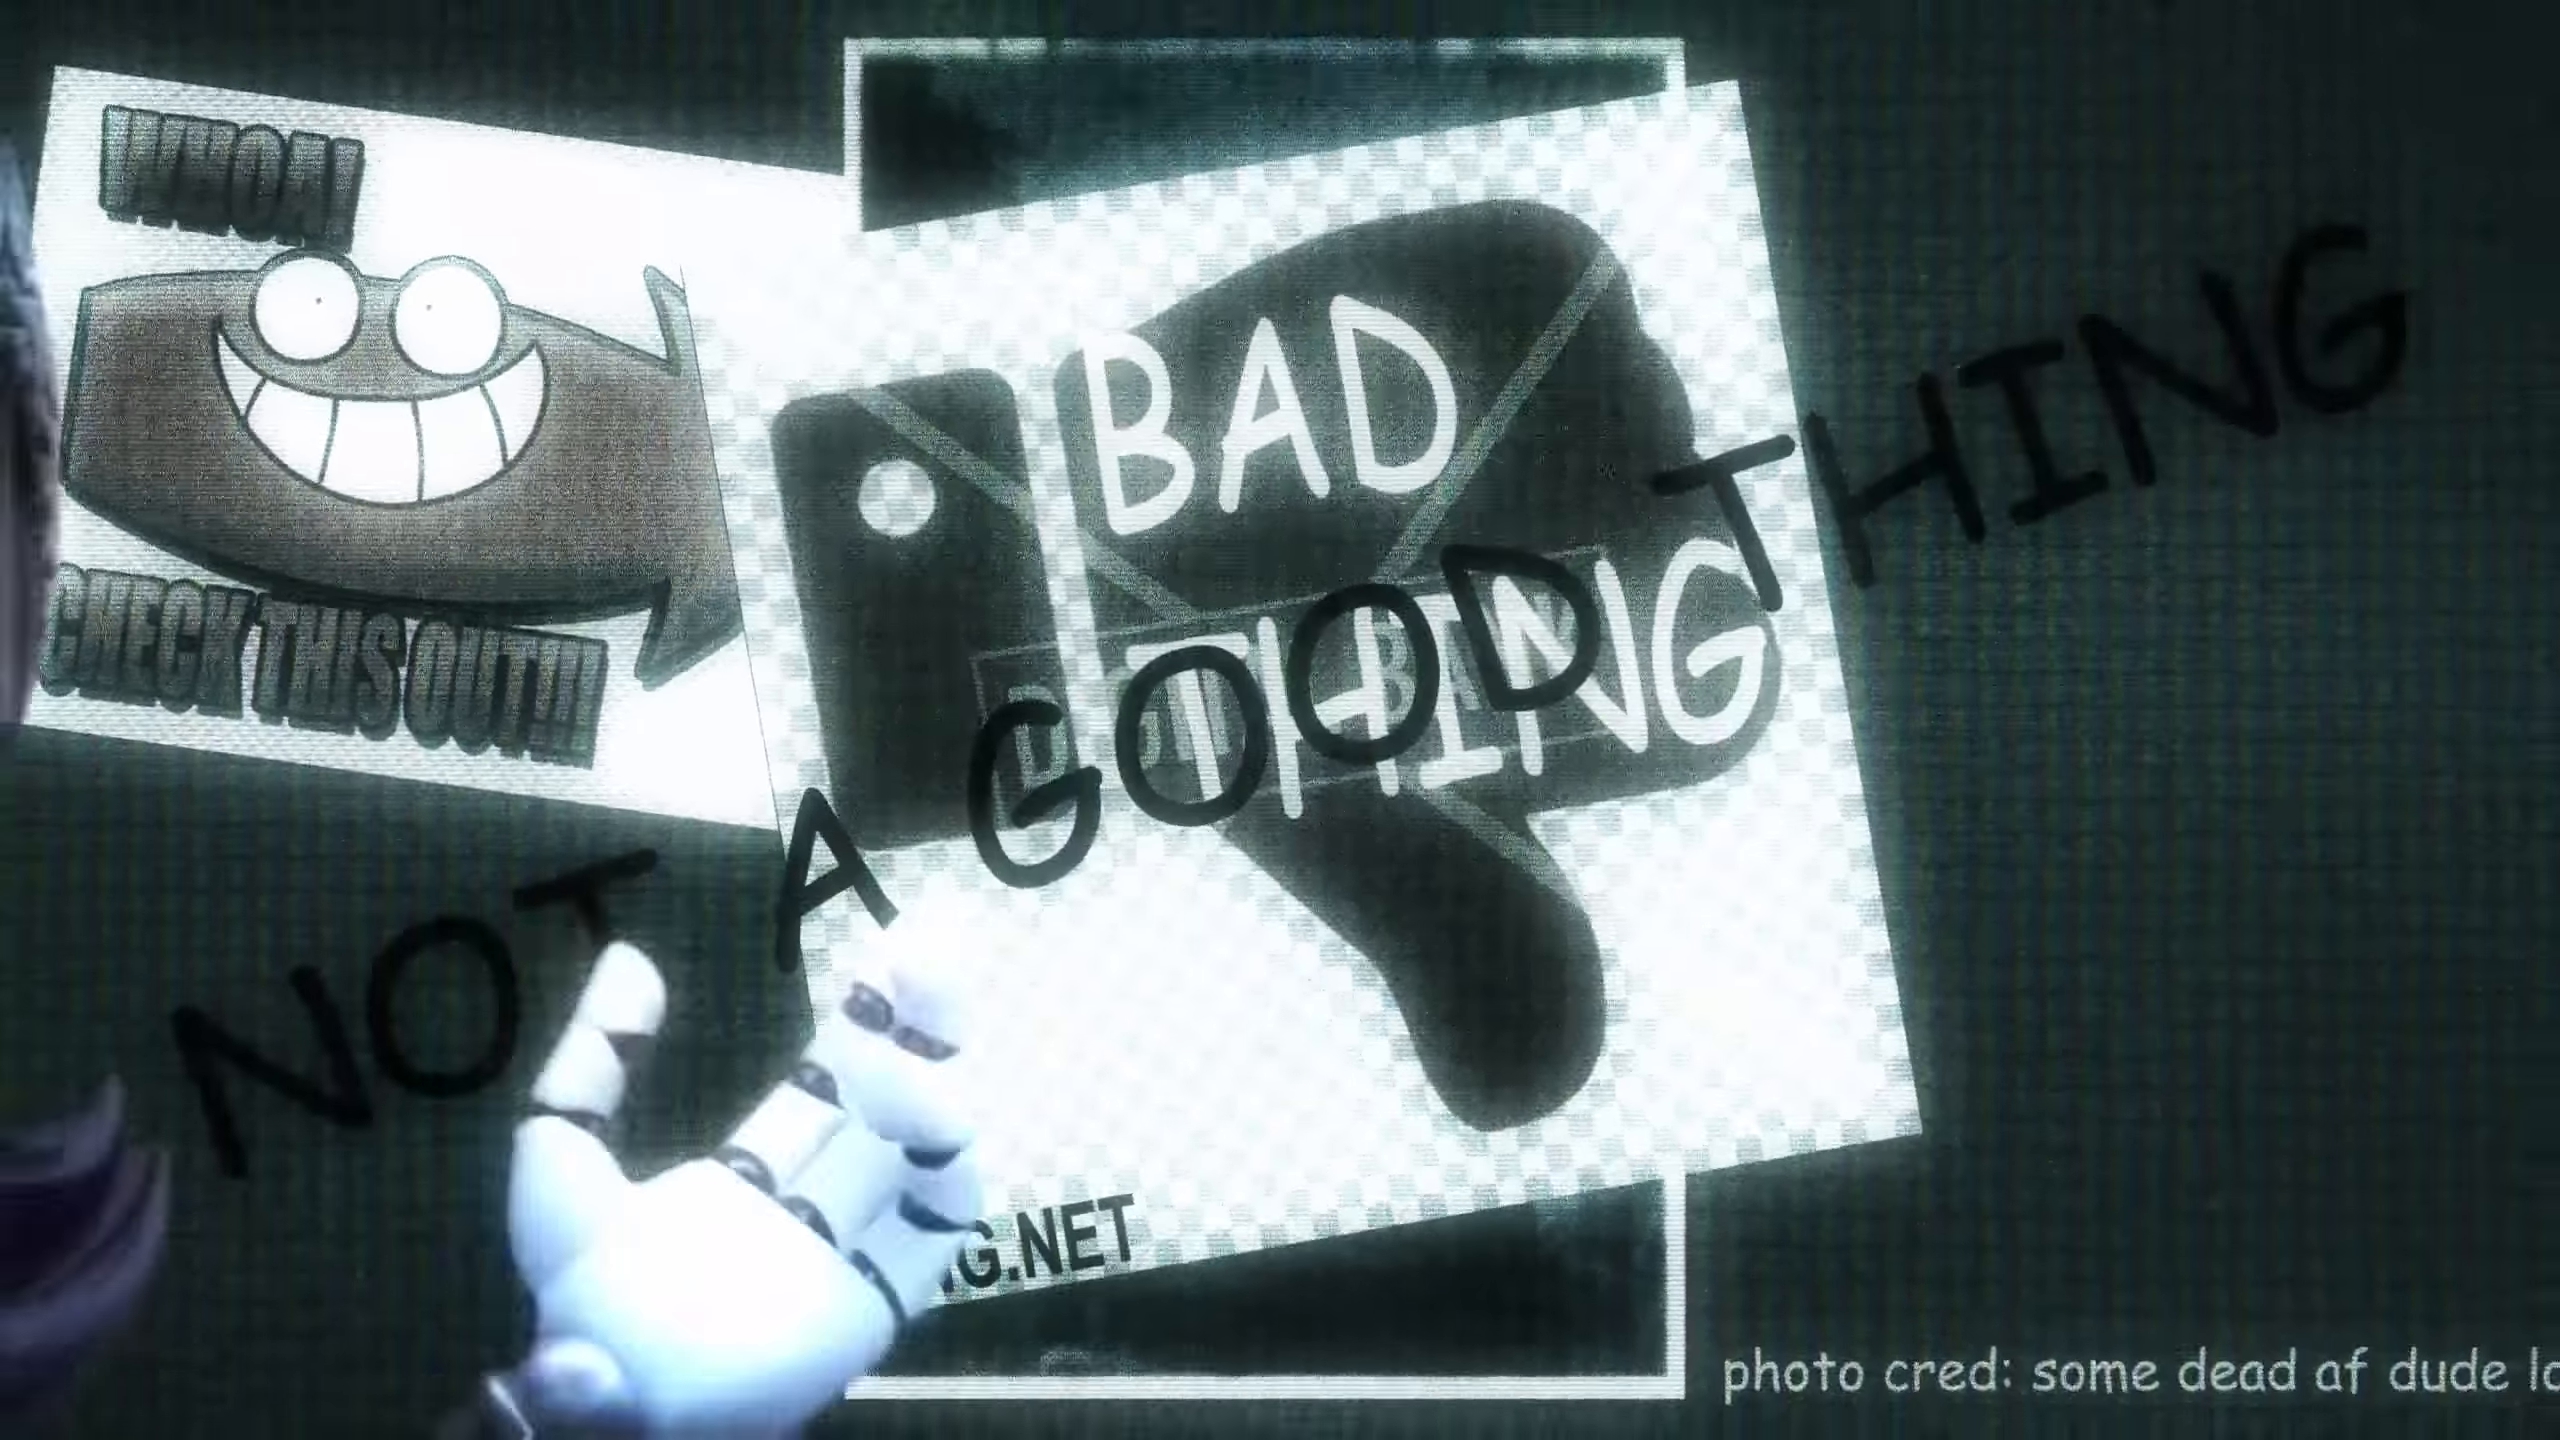 WHOA!
CHECK THIS OUT!!!
BAD
THING
NOT A GOOD THING
G.NET
photo cred: some dead af dude lo